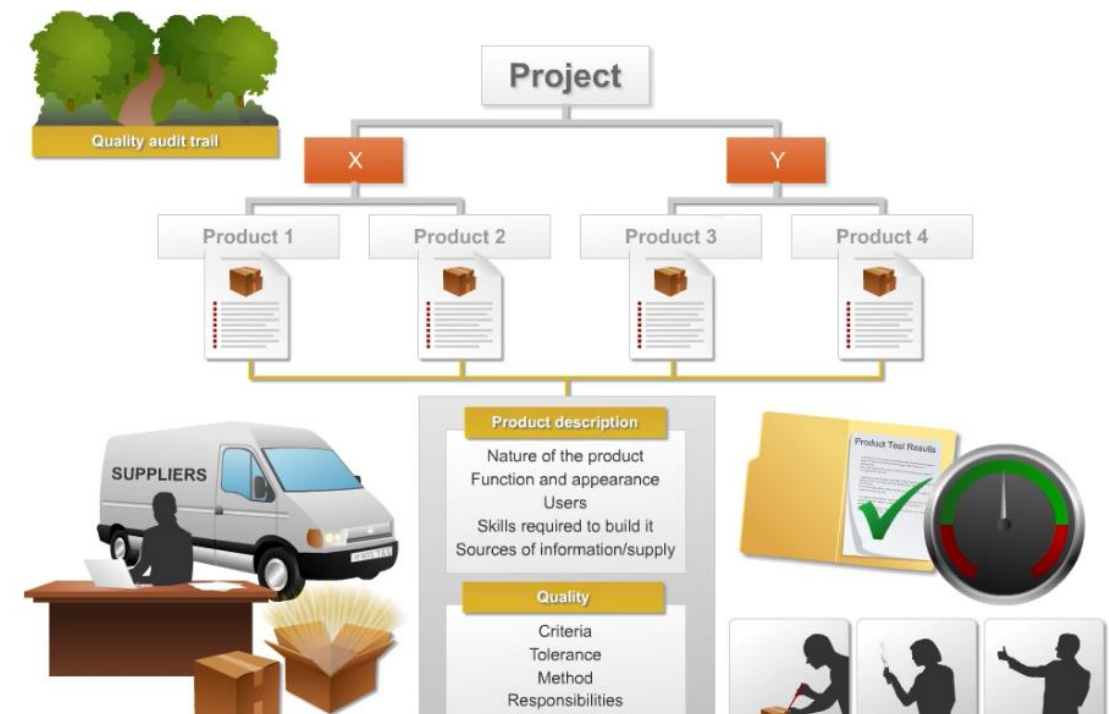 Project
Quality audit trail
X
Y
Product 1
Product 2
Product 3
Product 4
Product description
Nature of the product
Function and appearance
Users
Skills required to build it
Sources of information/supply
Quality
Criteria
Tolerance
Method
Responsibilities
SUPPLIERS
Product Test Results